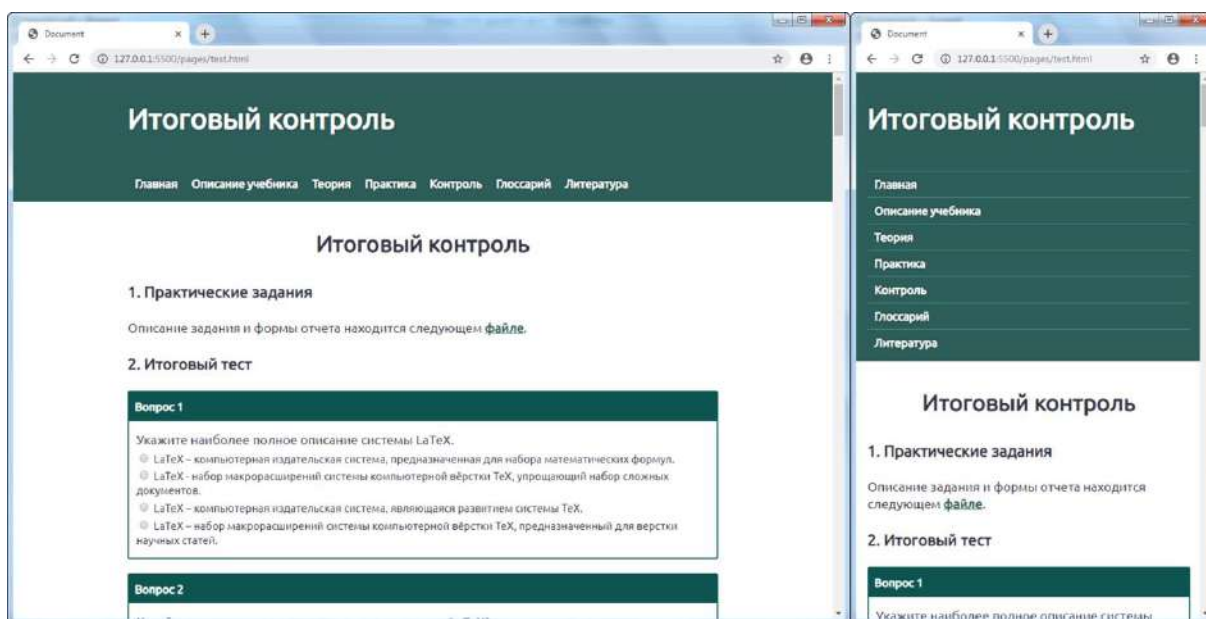 Document
127.0.0.1:5500/pages/test.html
Итоговый контроль
Главная Описание учебника Теория Практика Контроль Глоссарий Литература
Итоговый контроль
1. Практические задания
Описание задания и формы отчета находится следующем файле.
2. Итоговый тест
Вопрос 1
Укажите наиболее полное описание системы LaTeX.
LaTeX – компьютерная издательская система, предназначенная для набора математических формул.
LaTeX - набор макрорасширений системы компьютерной вёрстки TeX, упрощающий набор сложных
документов.
LaTeX – компьютерная издательская система, являющаяся развитием системы TeX.
LaTeX – набор макрорасширений системы компьютерной вёрстки TeX, предназначенный для верстки
научных статей.
Вопрос 2
Document
127.0.0.1:5500/pages/test.html
Итоговый контроль
Главная
Описание учебника
Теория
Практика
Контроль
Глоссарий
Литература
Итоговый контроль
1. Практические задания
Описание задания и формы отчета находится
следующем файле.
2. Итоговый тест
Вопрос 1
Укажите наиболее полное описание системы